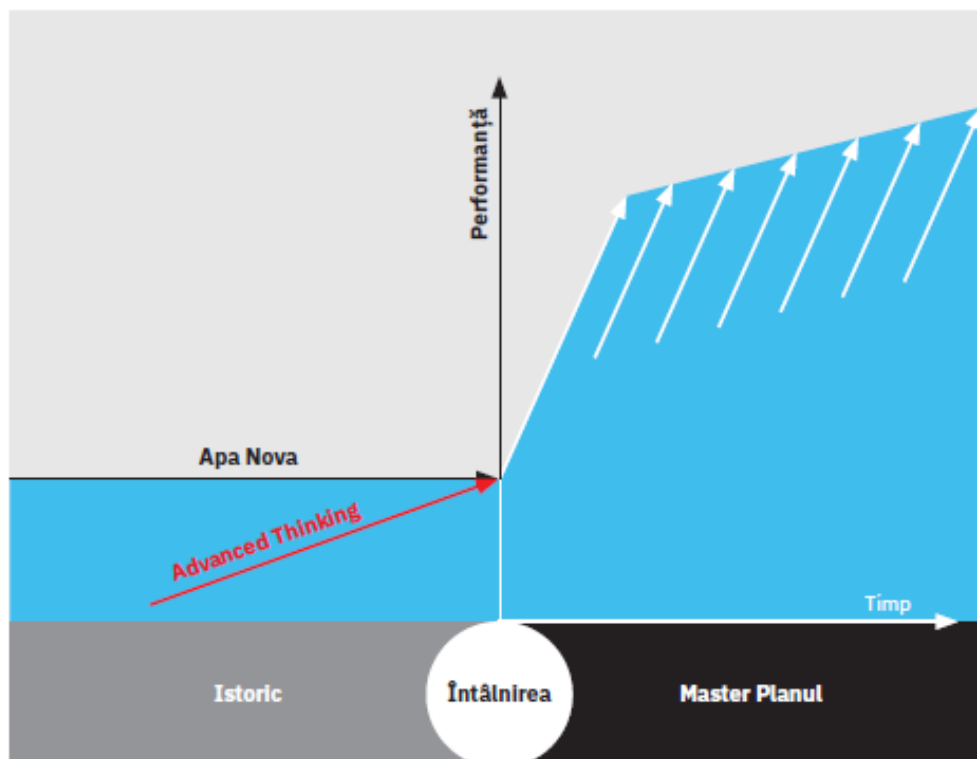 Performanță
Apa Nova
Advanced Thinking
Timp
Istoric
Întâlnirea
Master Planul